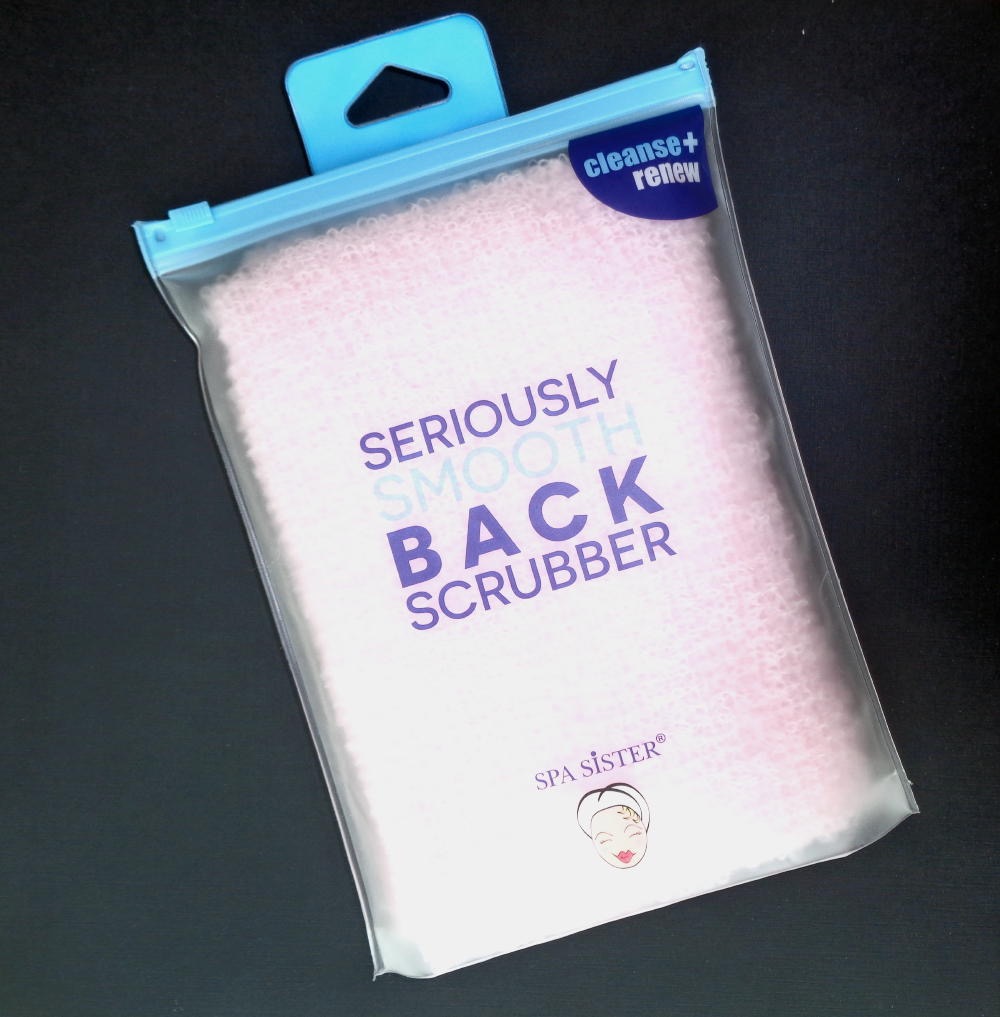 cleanse+
renew
SERIOUSLY
SMOOTH
BACK
SCRUBBER
SPA SiSTER®